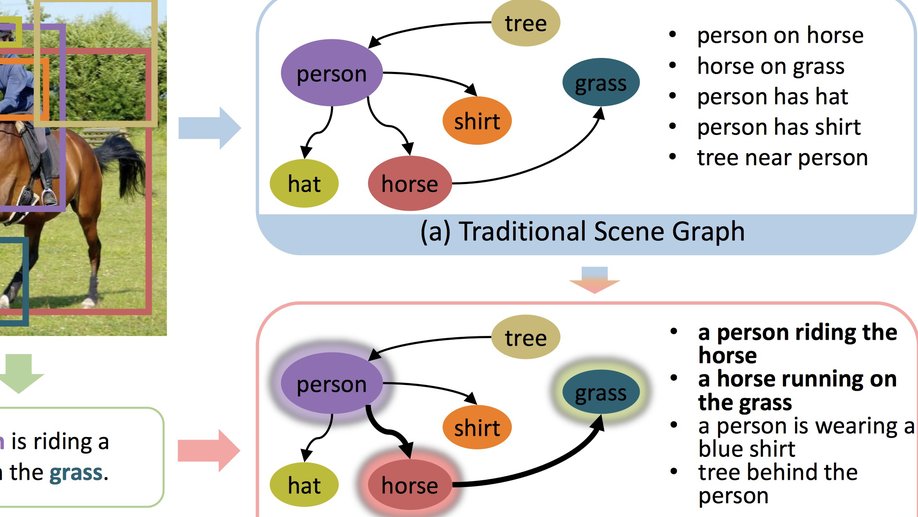 tree
person
grass
shirt
hat
horse
• person on horse
• horse on grass
• person has hat
• person has shirt
• tree near person
(a) Traditional Scene Graph
tree
person
grass
shirt
hat
horse
• a person riding the
horse
• a horse running on
the grass
• a person is wearing a
blue shirt
• tree behind the
person
is riding a
the grass.